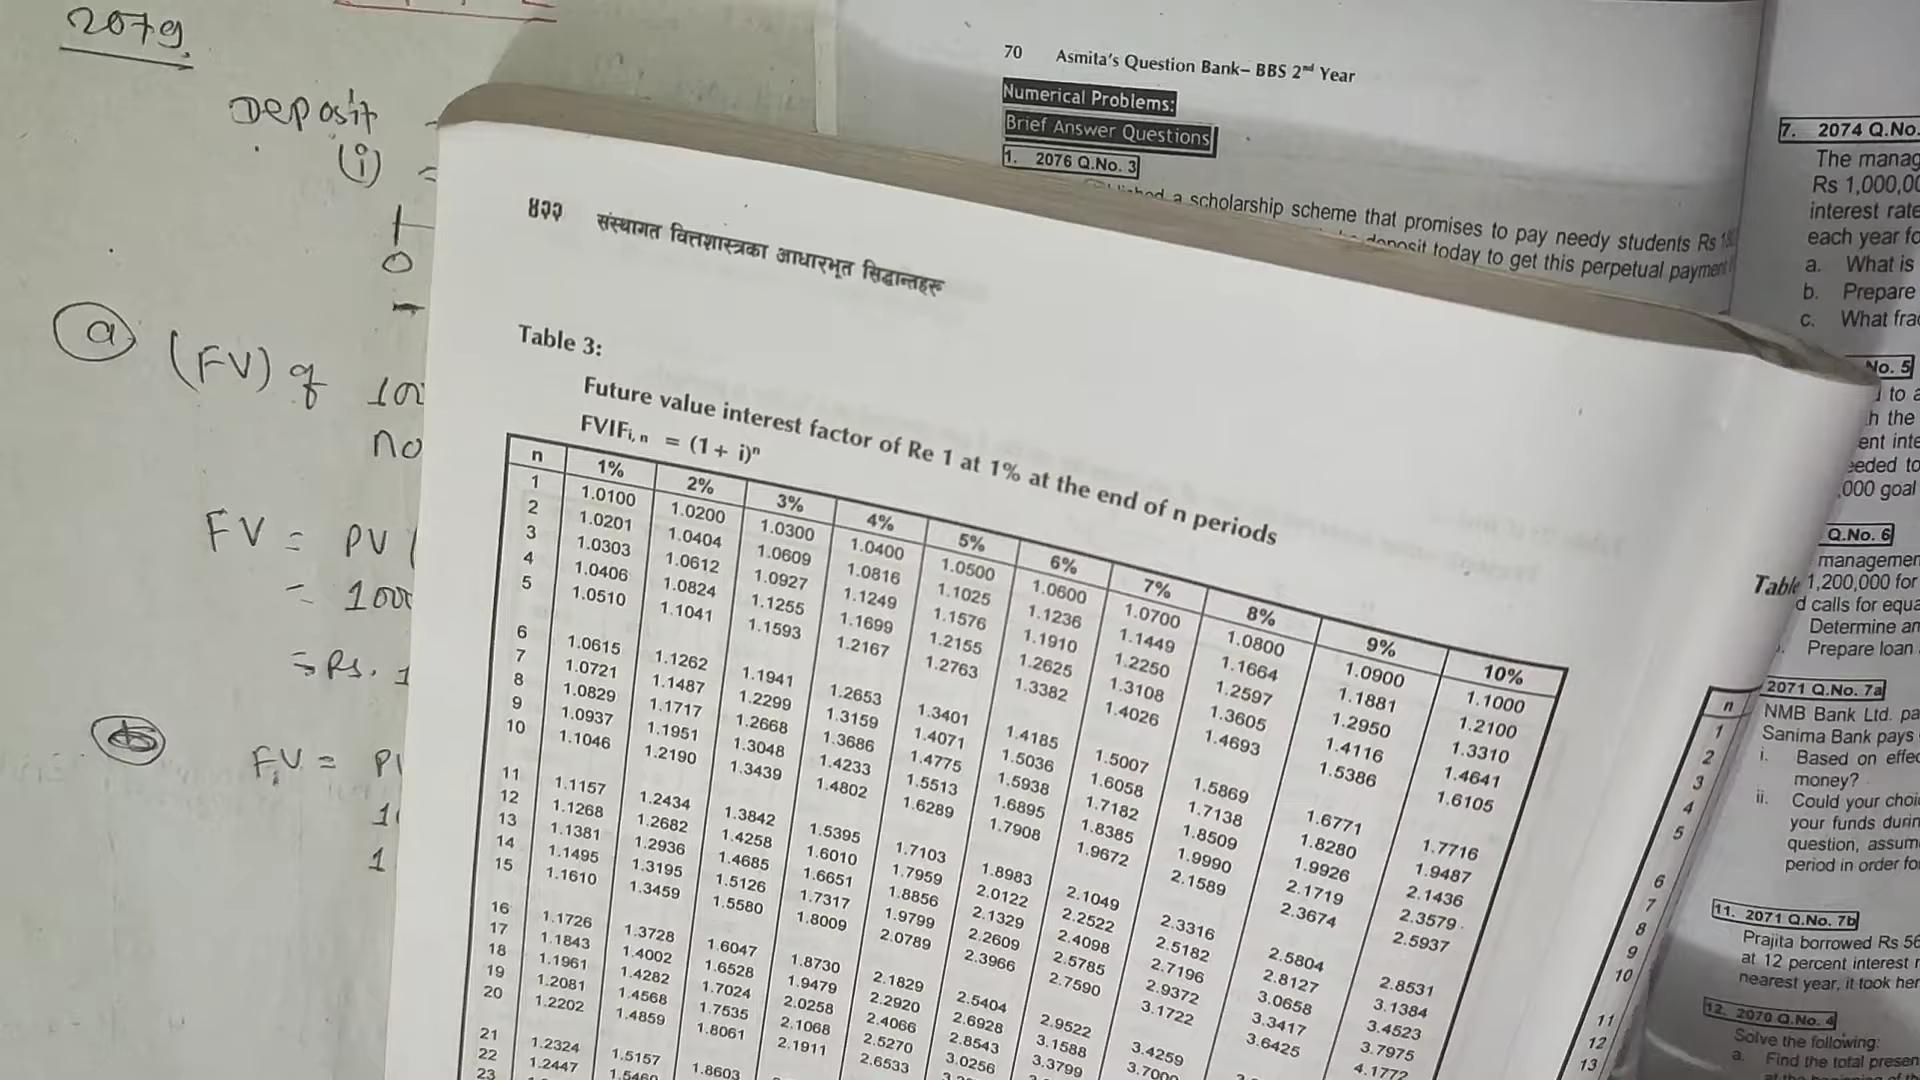 2079.
Deposit
(i) =
0
(a) (FV) of 100
no
FV = PV (
= 1000
= Rs. 1
(b) FV = PV
1
70 Asmita's Question Bank– BBS 2nd Year
Numerical Problems:
Brief Answer Questions
1. 2076 Q.No. 3
a scholarship scheme that promises to pay needy students Rs
deposit today to get this perpetual payment
४२२ संस्थागत वित्तशास्त्रका आधारभूत सिद्धान्तहरू
Table 3:
Future value interest factor of Re 1 at 1% at the end of n periods
FVIFi, n = (1 + i)n
n 1% 2% 3% 4% 5% 6% 7% 8% 9% 10%
1 1.0100 1.0200 1.0300 1.0400 1.0500 1.0600 1.0700 1.0800 1.0900 1.1000
2 1.0201 1.0404 1.0609 1.0816 1.1025 1.1236 1.1449 1.1664 1.1881 1.2100
3 1.0303 1.0612 1.0927 1.1249 1.1576 1.1910 1.2250 1.2597 1.2950 1.3310
4 1.0406 1.0824 1.1255 1.1699 1.2155 1.2625 1.3108 1.3605 1.4116 1.4641
5 1.0510 1.1041 1.1593 1.2167 1.2763 1.3382 1.4026 1.4693 1.5386 1.6105
6 1.0615 1.1262 1.1941 1.2653 1.3401 1.4185 1.5007 1.5869 1.6771 1.7716
7 1.0721 1.1487 1.2299 1.3159 1.4071 1.5036 1.6058 1.7138 1.8280 1.9487
8 1.0829 1.1717 1.2668 1.3686 1.4775 1.5938 1.7182 1.8509 1.9926 2.1436
9 1.0937 1.1951 1.3048 1.4233 1.5513 1.6895 1.8385 1.9990 2.1719 2.3579
10 1.1046 1.2190 1.3439 1.4802 1.6289 1.7908 1.9672 2.1589 2.3674 2.5937
11 1.1157 1.2434 1.3842 1.5395 1.7103 1.8983 2.1049 2.3316 2.5804 2.8531
12 1.1268 1.2682 1.4258 1.6010 1.7959 2.0122 2.2522 2.5182 2.8127 3.1384
13 1.1381 1.2936 1.4685 1.6651 1.8856 2.1329 2.4098 2.7196 3.0658 3.4523
14 1.1495 1.3195 1.5126 1.7317 1.9799 2.2609 2.5785 2.9372 3.3417 3.7975
15 1.1610 1.3459 1.5580 1.8009 2.0789 2.3966 2.7590 3.1722 3.6425 4.1772
16 1.1726 1.3728 1.6047 1.8730 2.1829 2.5404 2.9522 3.4259
17 1.1843 1.4002 1.6528 1.9479 2.2920 2.6928 3.1588
18 1.1961 1.4282 1.7024 2.0258 2.4066 2.8543 3.3799
19 1.2081 1.4568 1.7535 2.1068 2.5270 3.0256
20 1.2202 1.4859 1.8061 2.1911 2.6533
21 1.2324 1.5157 1.8603
22 1.2447
23
7. 2074 Q.No.
The manag
Rs 1,000,00
interest rate
each year fo
a. What is
b. Prepare
c. What frac
No. 5
to a
h the
ent inte
eeded to
,000 goal
Q.No. 6
managemen
1,200,000 for
d calls for equa
Determine an
Prepare loan
Table
n
1
2
3
4
5
6
7
8
9
10
11
12
13
2071 Q.No. 7a
NMB Bank Ltd. pa
Sanima Bank pays
i. Based on effec
money?
ii. Could your choi
your funds durin
question, assum
period in order fo
11. 2071 Q.No. 7b
Prajita borrowed Rs 56
at 12 percent interest r
nearest year, it took her
12. 2070 Q.No. 4
Solve the following:
a. Find the total presen